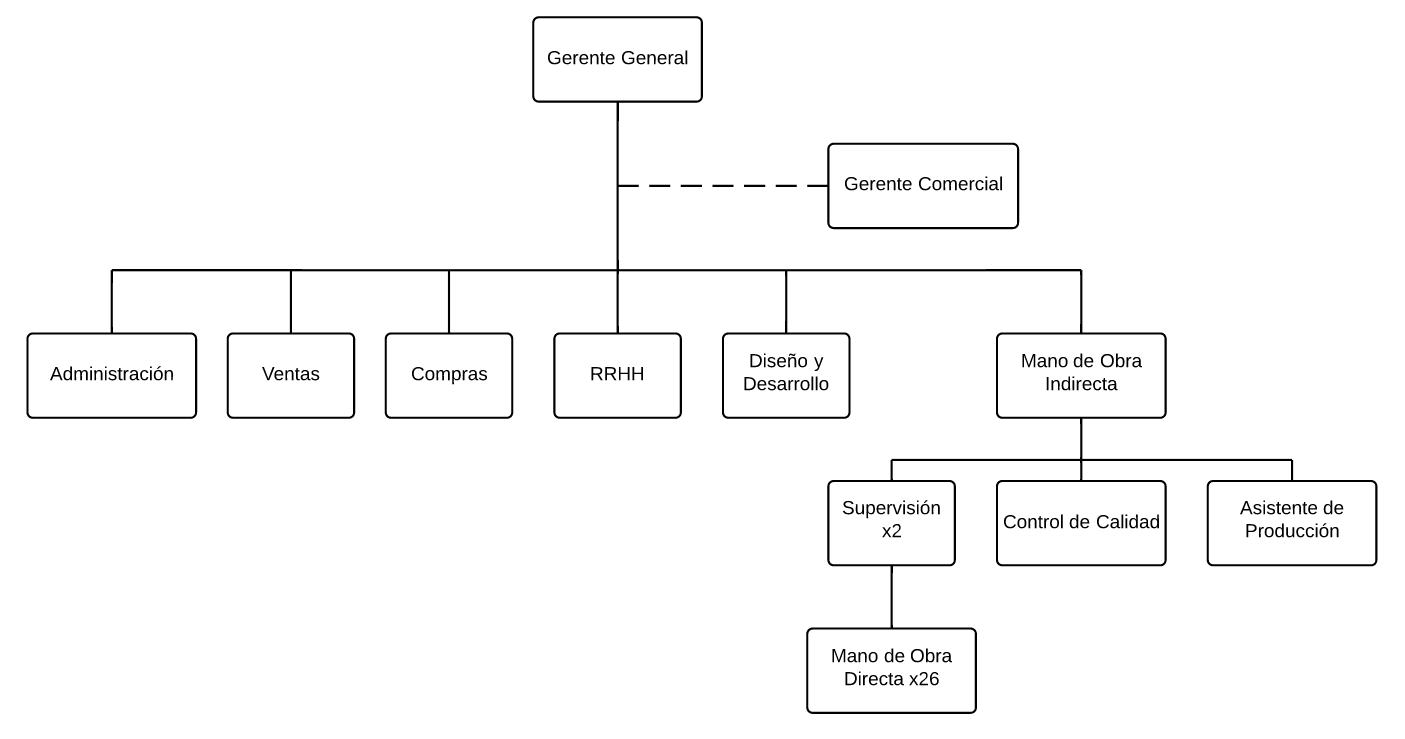 Gerente General
Gerente Comercial
Administración
Ventas
Compras
RRHH
Diseño y
Desarrollo
Mano de Obra
Indirecta
Supervisión
x2
Control de Calidad
Asistente de
Producción
Mano de Obra
Directa x26